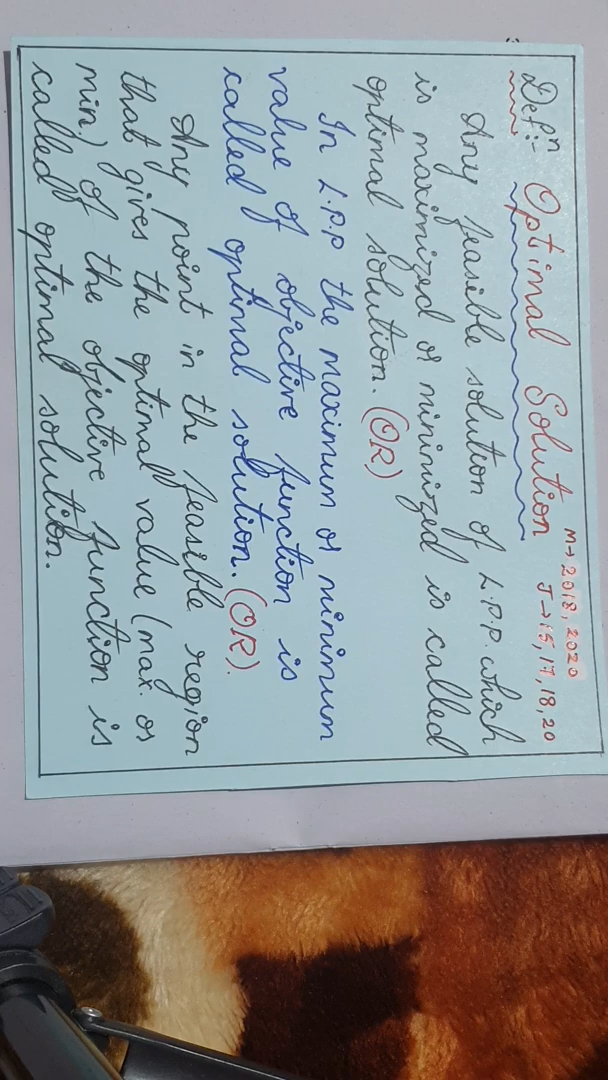 Defn:- Optimal Solution M→2018, 2020
J→15, 17, 18, 20
Any feasible solution of L.P.P. which
is maximized or minimized is called
optimal solution. (OR)
In L.P.P the maximum or minimum
value of objective function is
called optimal solution. (OR).
Any point in the feasible region
that gives the optimal value (max. or
min.) of the objective function is
called optimal solution.